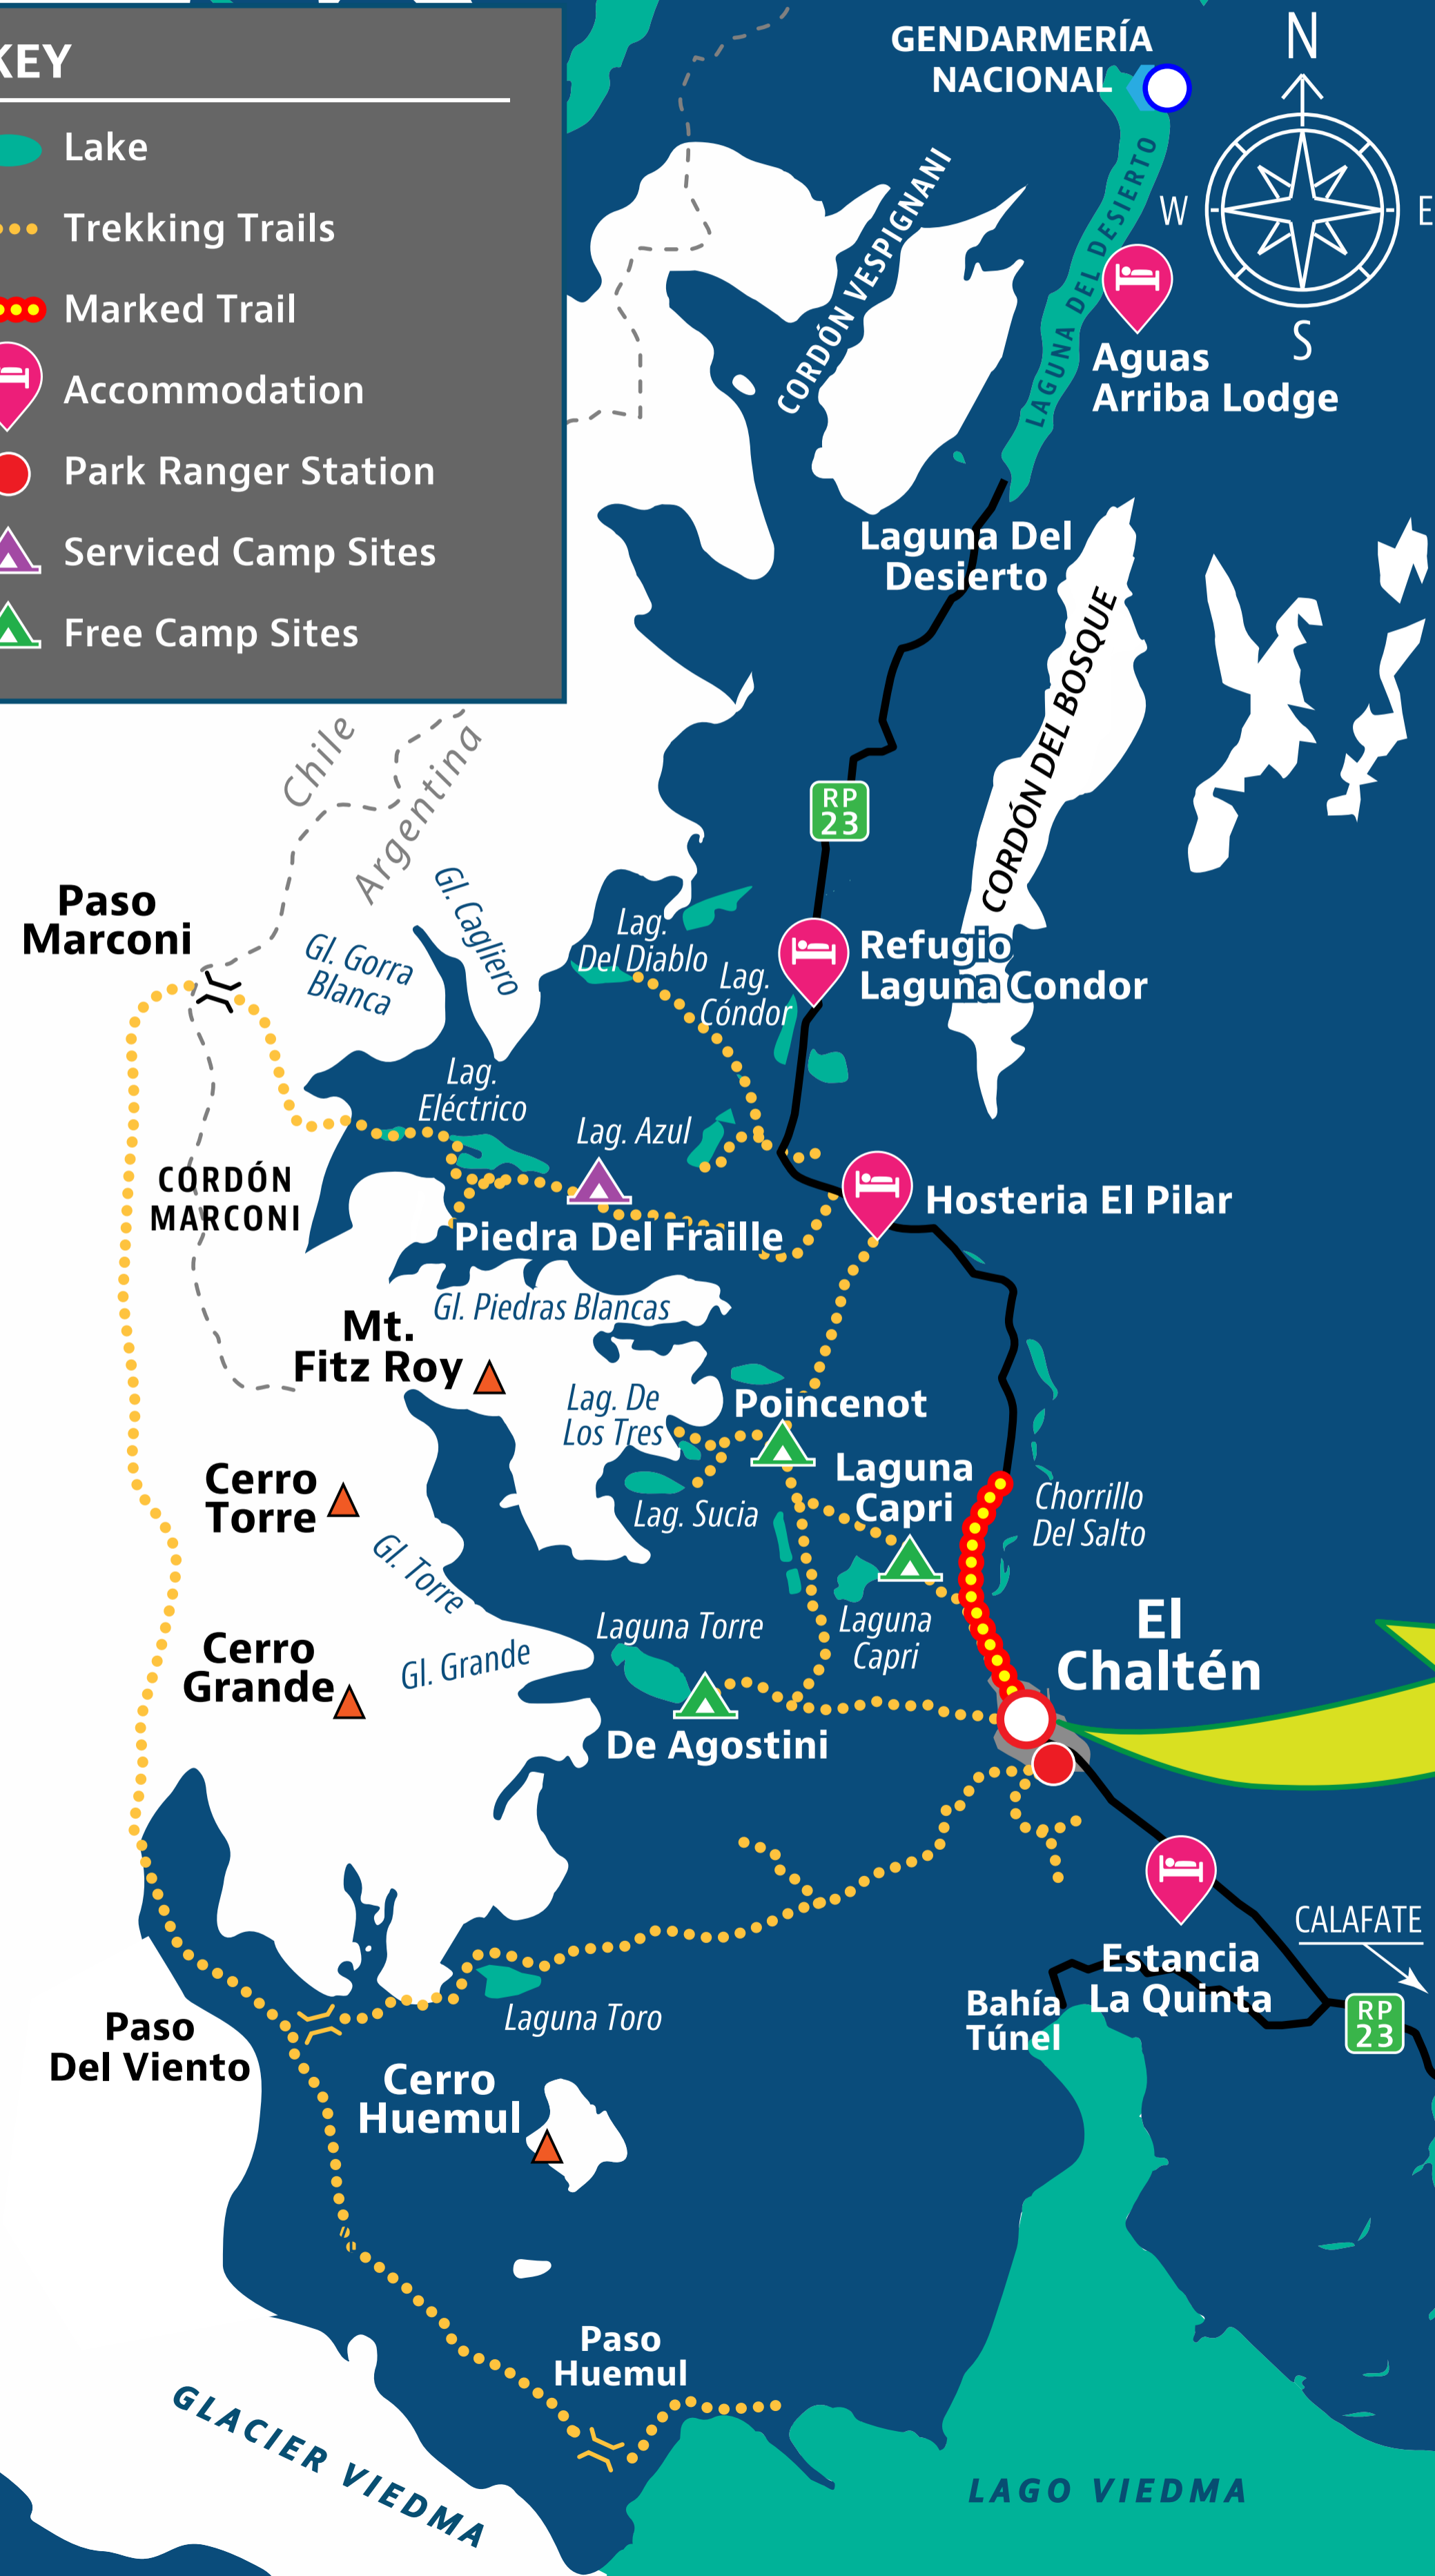 KEY
Lake
Trekking Trails
Marked Trail
Accommodation
Park Ranger Station
Serviced Camp Sites
Free Camp Sites
GENDARMERÍA
NACIONAL
N
W
E
S
CORDÓN VESPIGNANI
LAGUNA DEL DESIERTO
Aguas
Arriba Lodge
Laguna Del
Desierto
CORDÓN DEL BOSQUE
Chile
Argentina
RP
23
Paso
Marconi
Gl. Gorra
Blanca
Gl. Cagliero
Lag.
Del Diablo
Lag.
Cóndor
Refugio
Laguna Condor
Lag.
Eléctrico
Lag. Azul
CORDÓN
MARCONI
Piedra Del Fraille
Hosteria El Pilar
Gl. Piedras Blancas
Mt.
Fitz Roy
Lag. De
Los Tres
Poincenot
Laguna
Capri
Cerro
Torre
Lag. Sucia
Chorrillo
Del Salto
Gl. Torre
Laguna Torre
Laguna
Capri
El
Chaltén
Cerro
Grande
Gl. Grande
De Agostini
CALAFATE
Estancia
La Quinta
Bahía
Túnel
RP
23
Laguna Toro
Paso
Del Viento
Cerro
Huemul
Paso
Huemul
GLACIER VIEDMA
LAGO VIEDMA